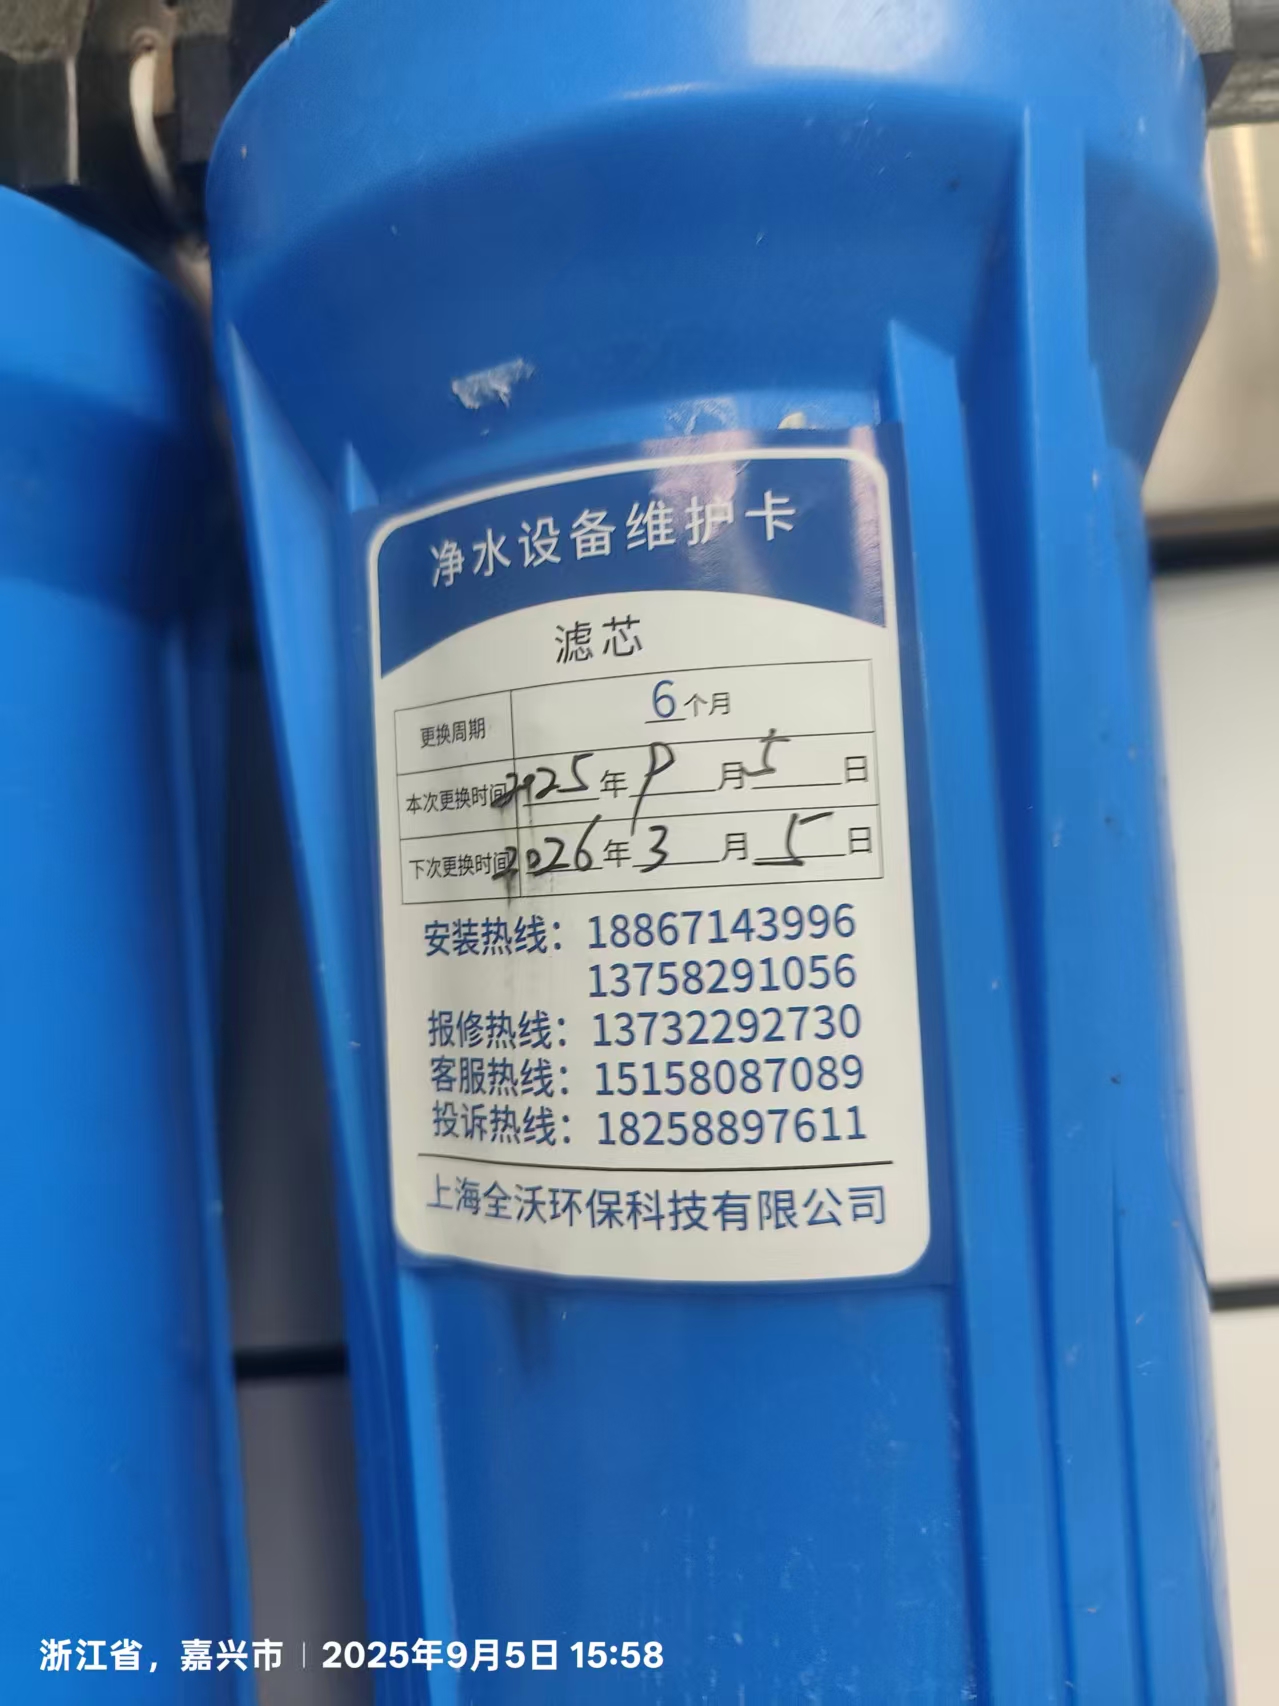 净水设备维护卡
滤芯
更换周期 6个月
本次更换时间 2025年9月5日
下次更换时间 2026年3月5日
安装热线：18867143996
13758291056
报修热线：13732292730
客服热线：15158087089
投诉热线：18258897611
上海全沃环保科技有限公司
浙江省，嘉兴市 | 2025年9月5日 15:58